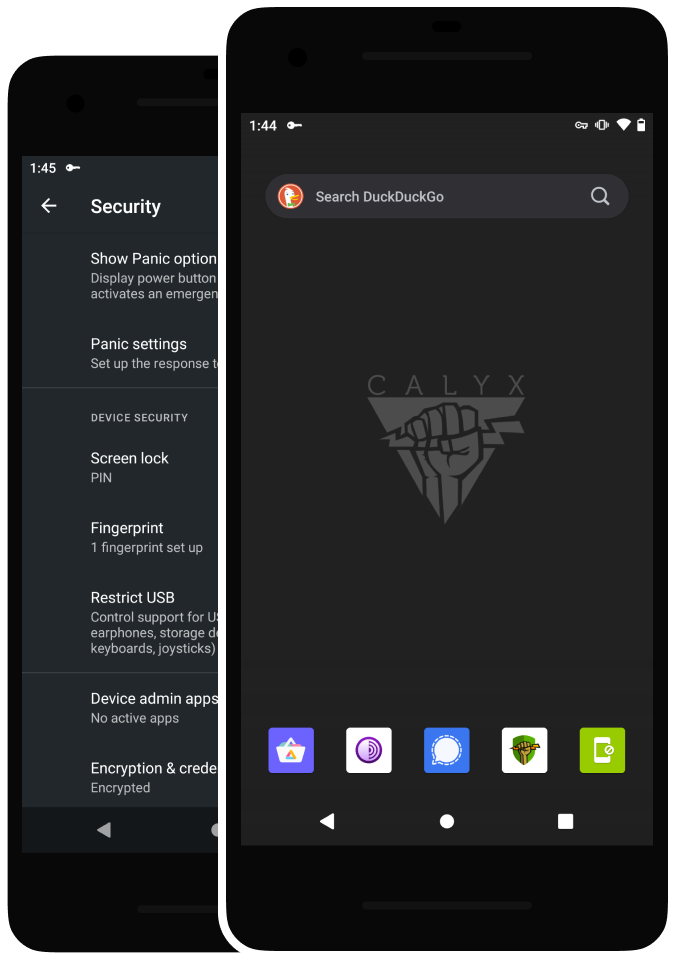 1:45
Security
Show Panic option
Display power button
activates an emergen
Panic settings
Set up the response t
DEVICE SECURITY
Screen lock
PIN
Fingerprint
1 fingerprint set up
Restrict USB
Control support for US
earphones, storage de
keyboards, joysticks)
Device admin apps
No active apps
Encryption & crede
Encrypted
1:44
Search DuckDuckGo
CALYX